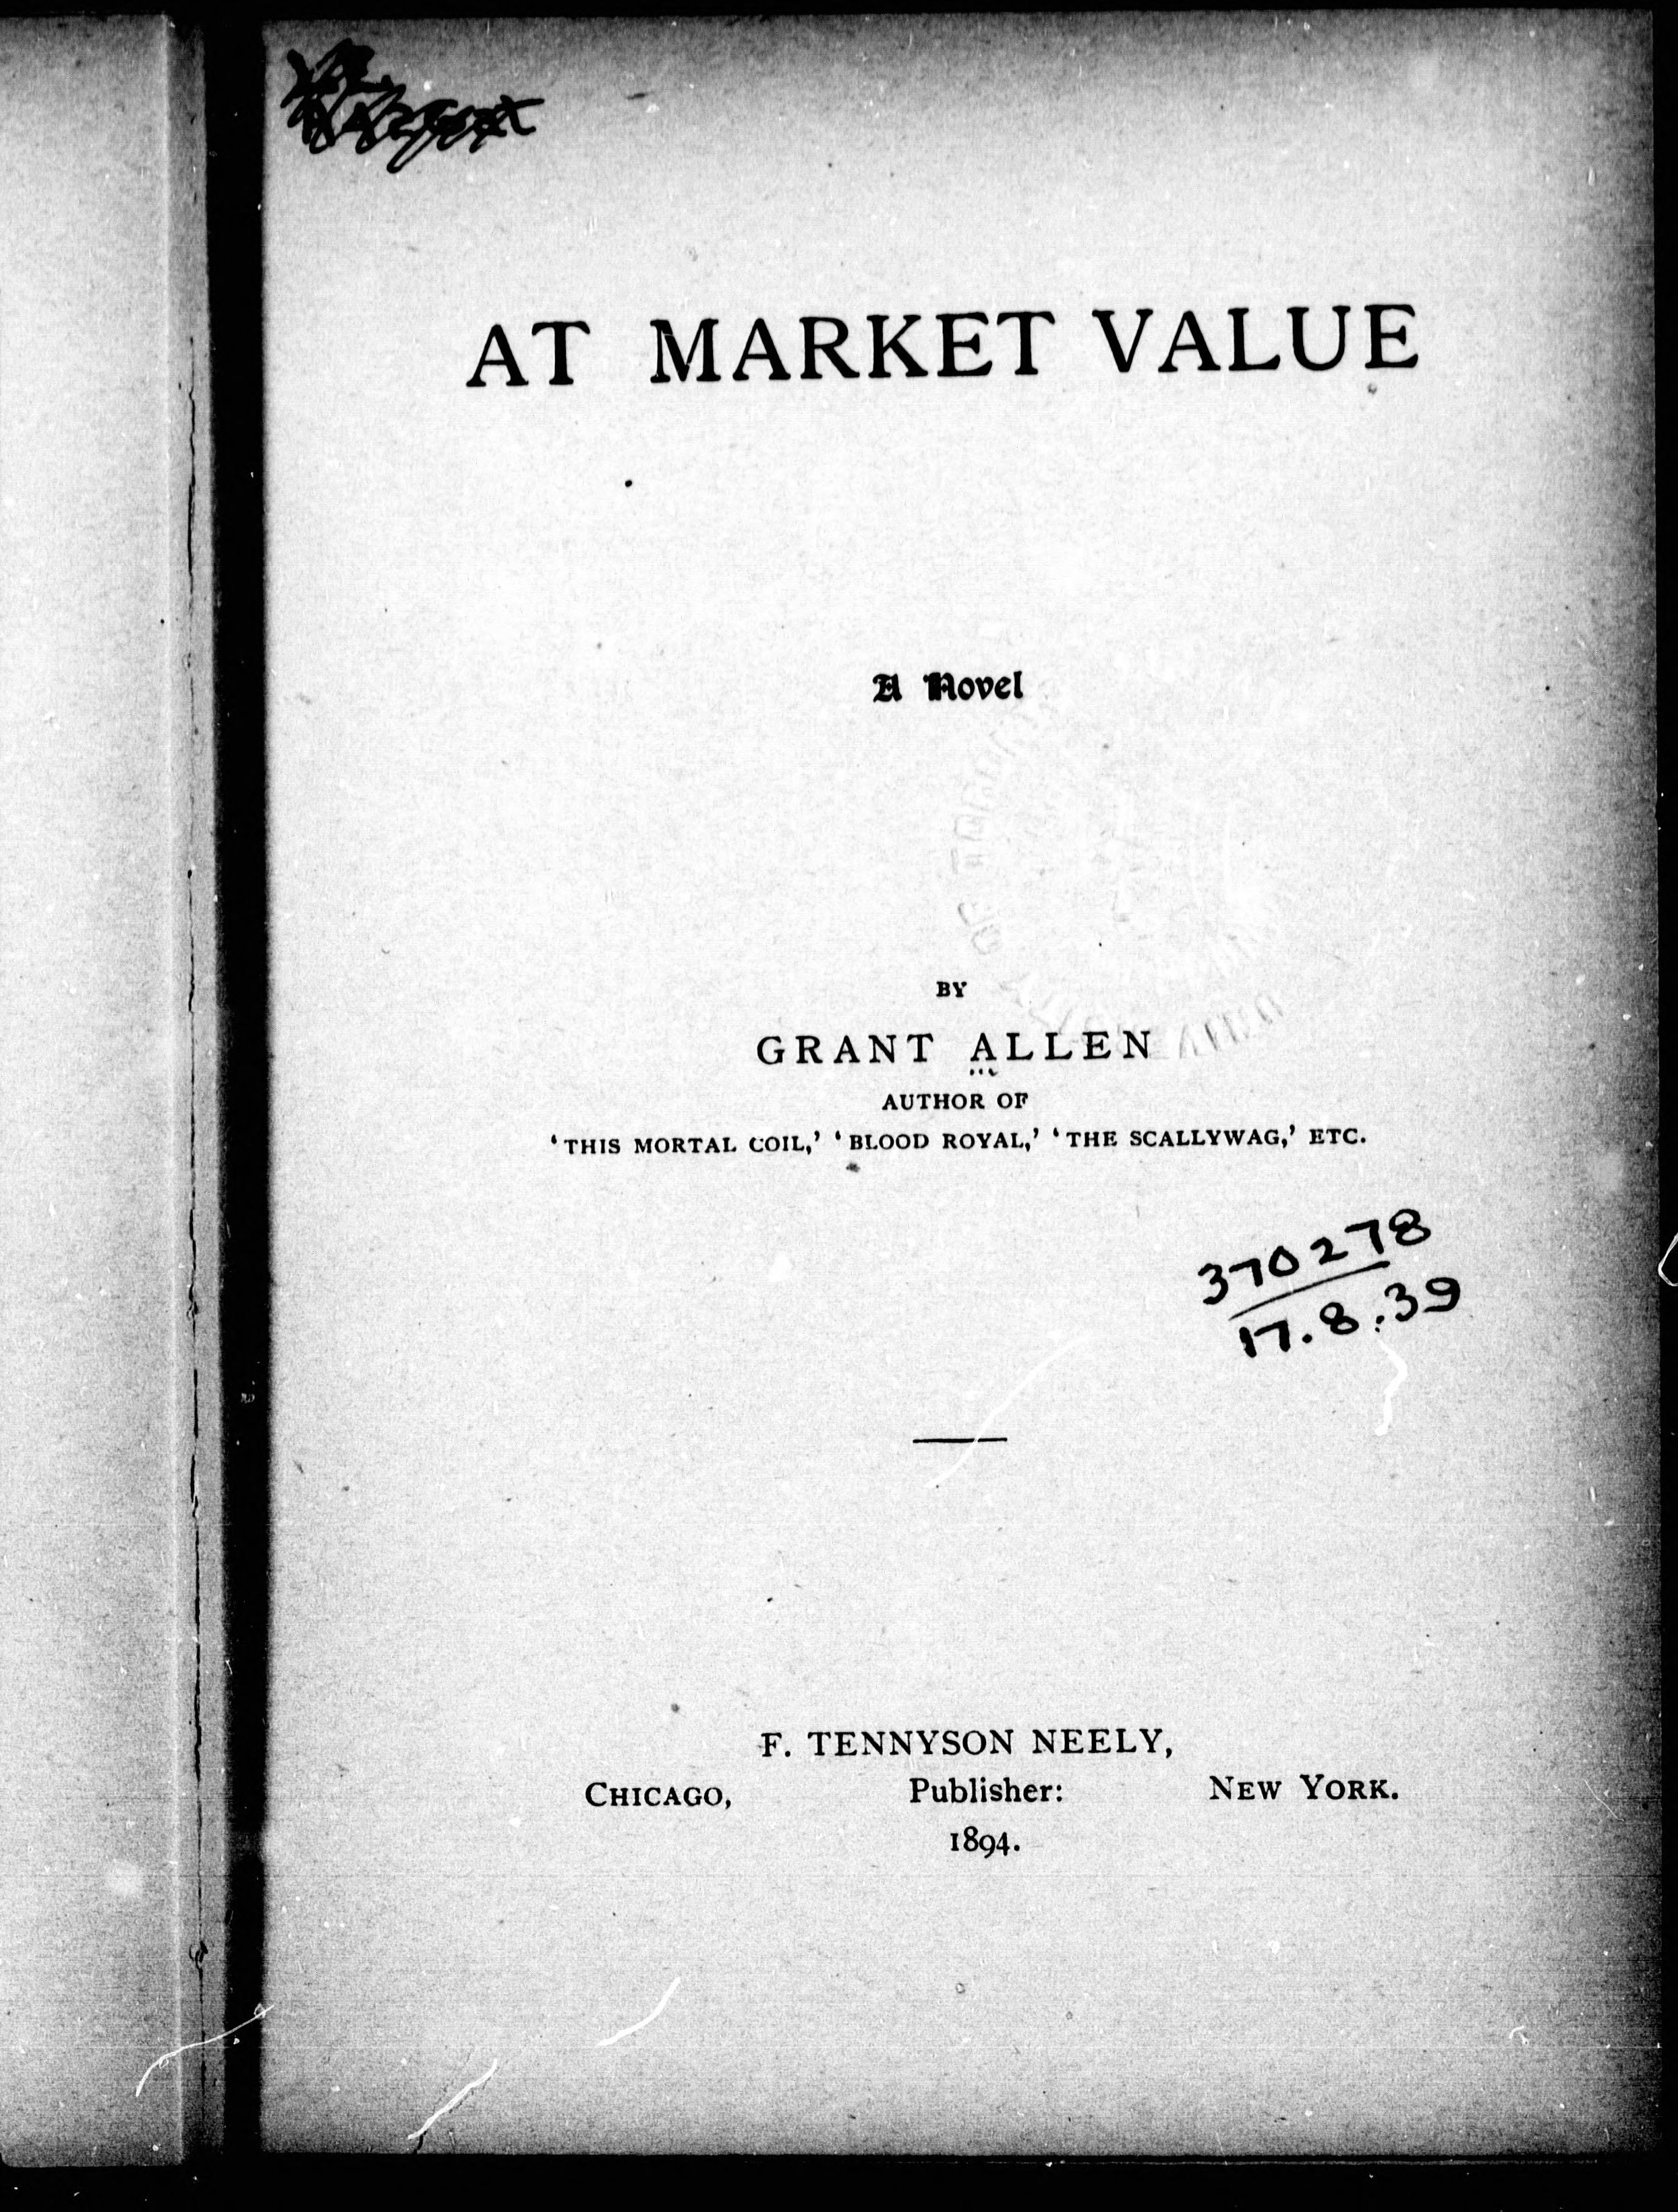 AT MARKET VALUE
A Novel
BY
GRANT ALLEN
AUTHOR OF
‘THIS MORTAL COIL,’ ‘BLOOD ROYAL,’ ‘THE SCALLYWAG,’ ETC.
370278
17.8.39
F. TENNYSON NEELY,
CHICAGO, Publisher: NEW YORK.
1894.